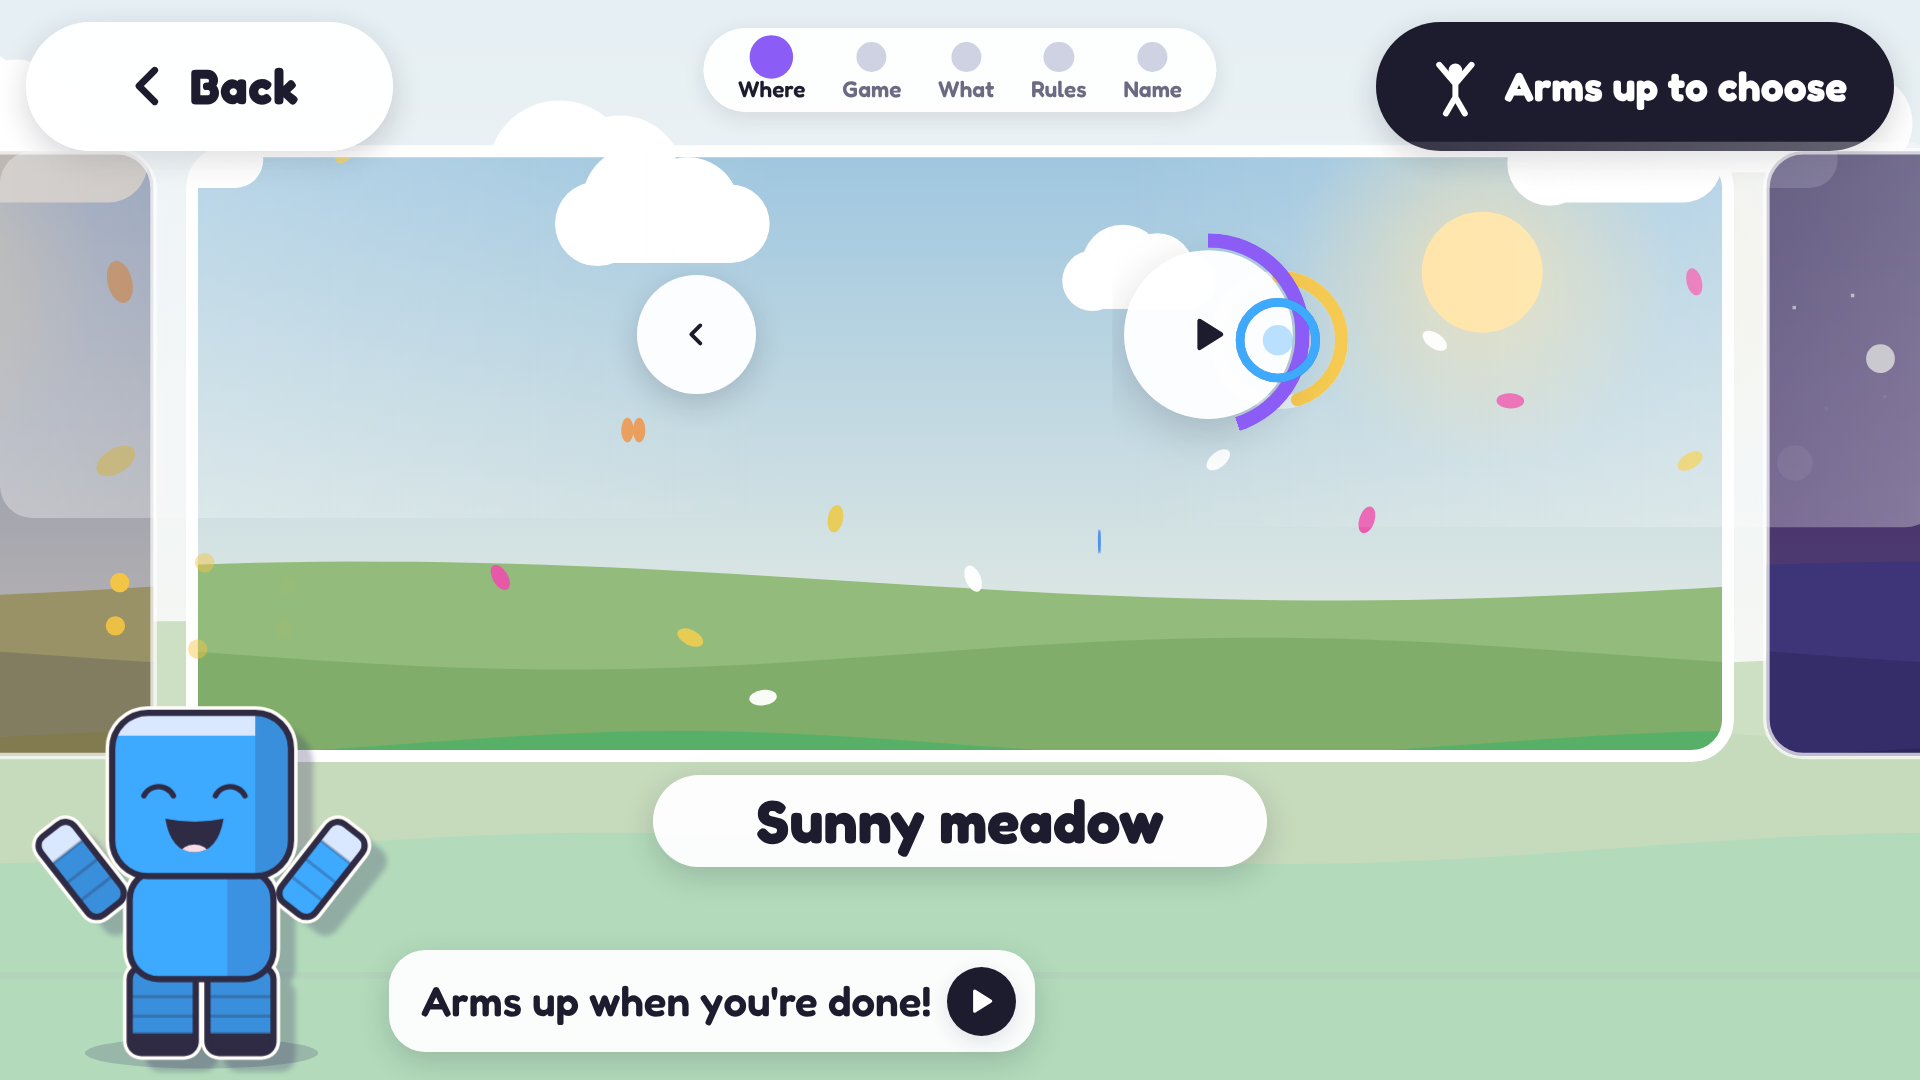 Back
Where
Game
What
Rules
Name
Arms up to choose
Sunny meadow
Arms up when you're done!